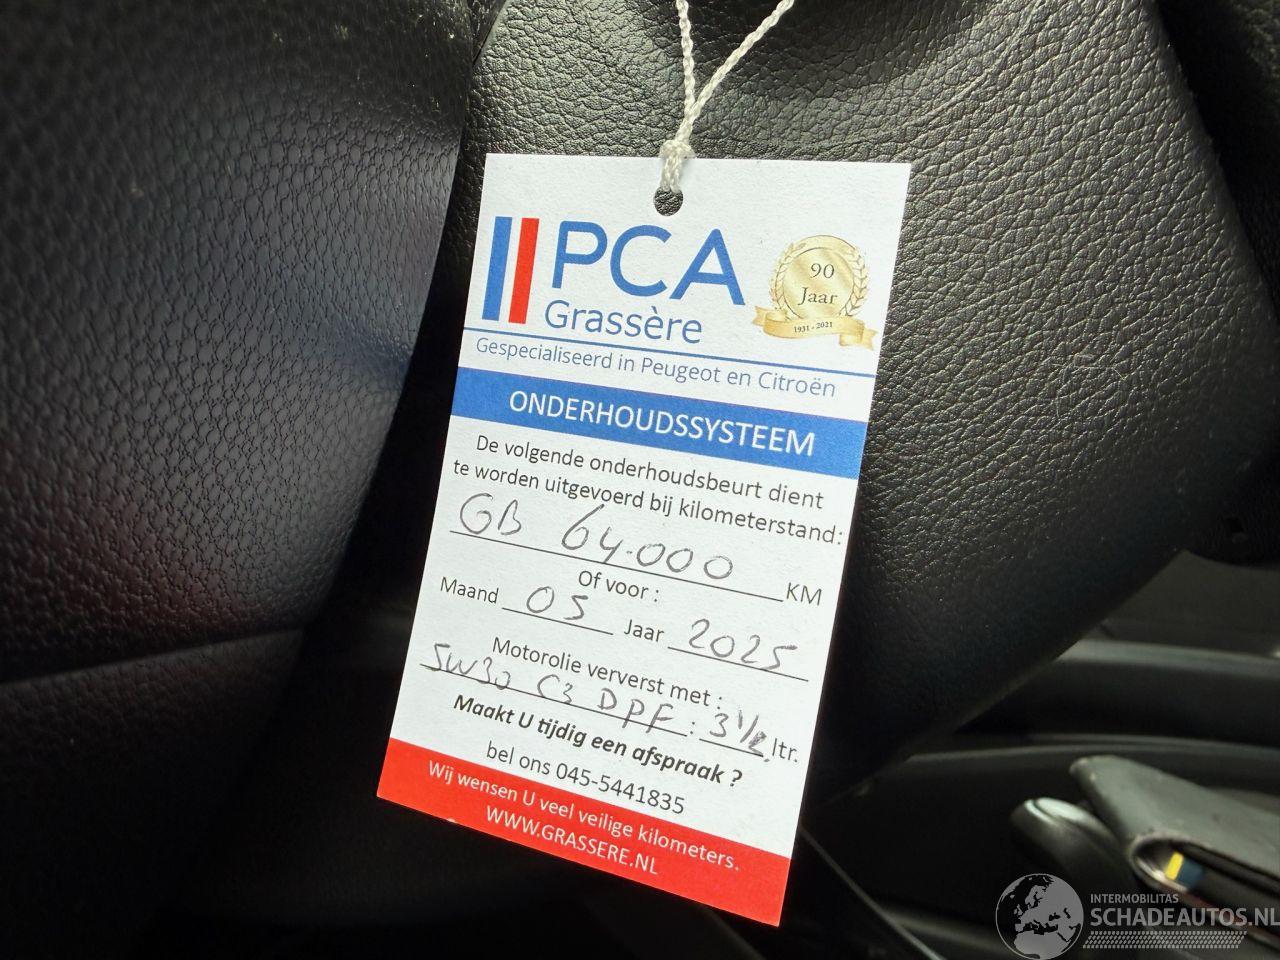 PCA
Grassère
90
Jaar
1931 - 2021
Gespecialiseerd in Peugeot en Citroën
ONDERHOUDSSYSTEEM
De volgende onderhoudsbeurt dient
te worden uitgevoerd bij kilometerstand:
GB 64.000 KM
Of voor :
Maand 05 Jaar 2025
Motorolie ververst met :
5W30 C3 DPF : 3 1/2 ltr.
Maakt U tijdig een afspraak ?
bel ons 045-5441835
Wij wensen U veel veilige kilometers.
WWW.GRASSERE.NL
INTERMOBILITAS
SCHADEAUTOS.NL